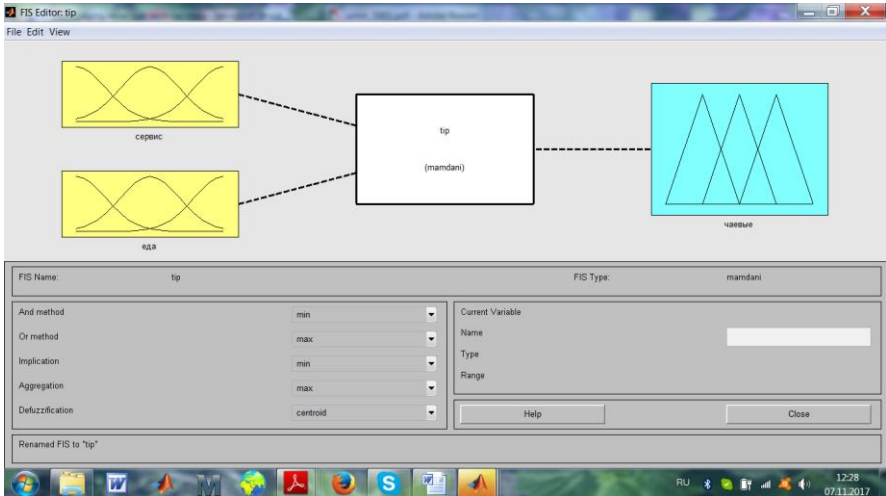 FIS Editor: tip
File Edit View
сервис
еда
tip
(mamdani)
чаевые
FIS Name:
tip
FIS Type:
mamdani
And method
min
Or method
max
Implication
min
Aggregation
max
Defuzzification
centroid
Current Variable
Name
Type
Range
Help
Close
Renamed FIS to "tip"
RU
12:28
07.11.2017